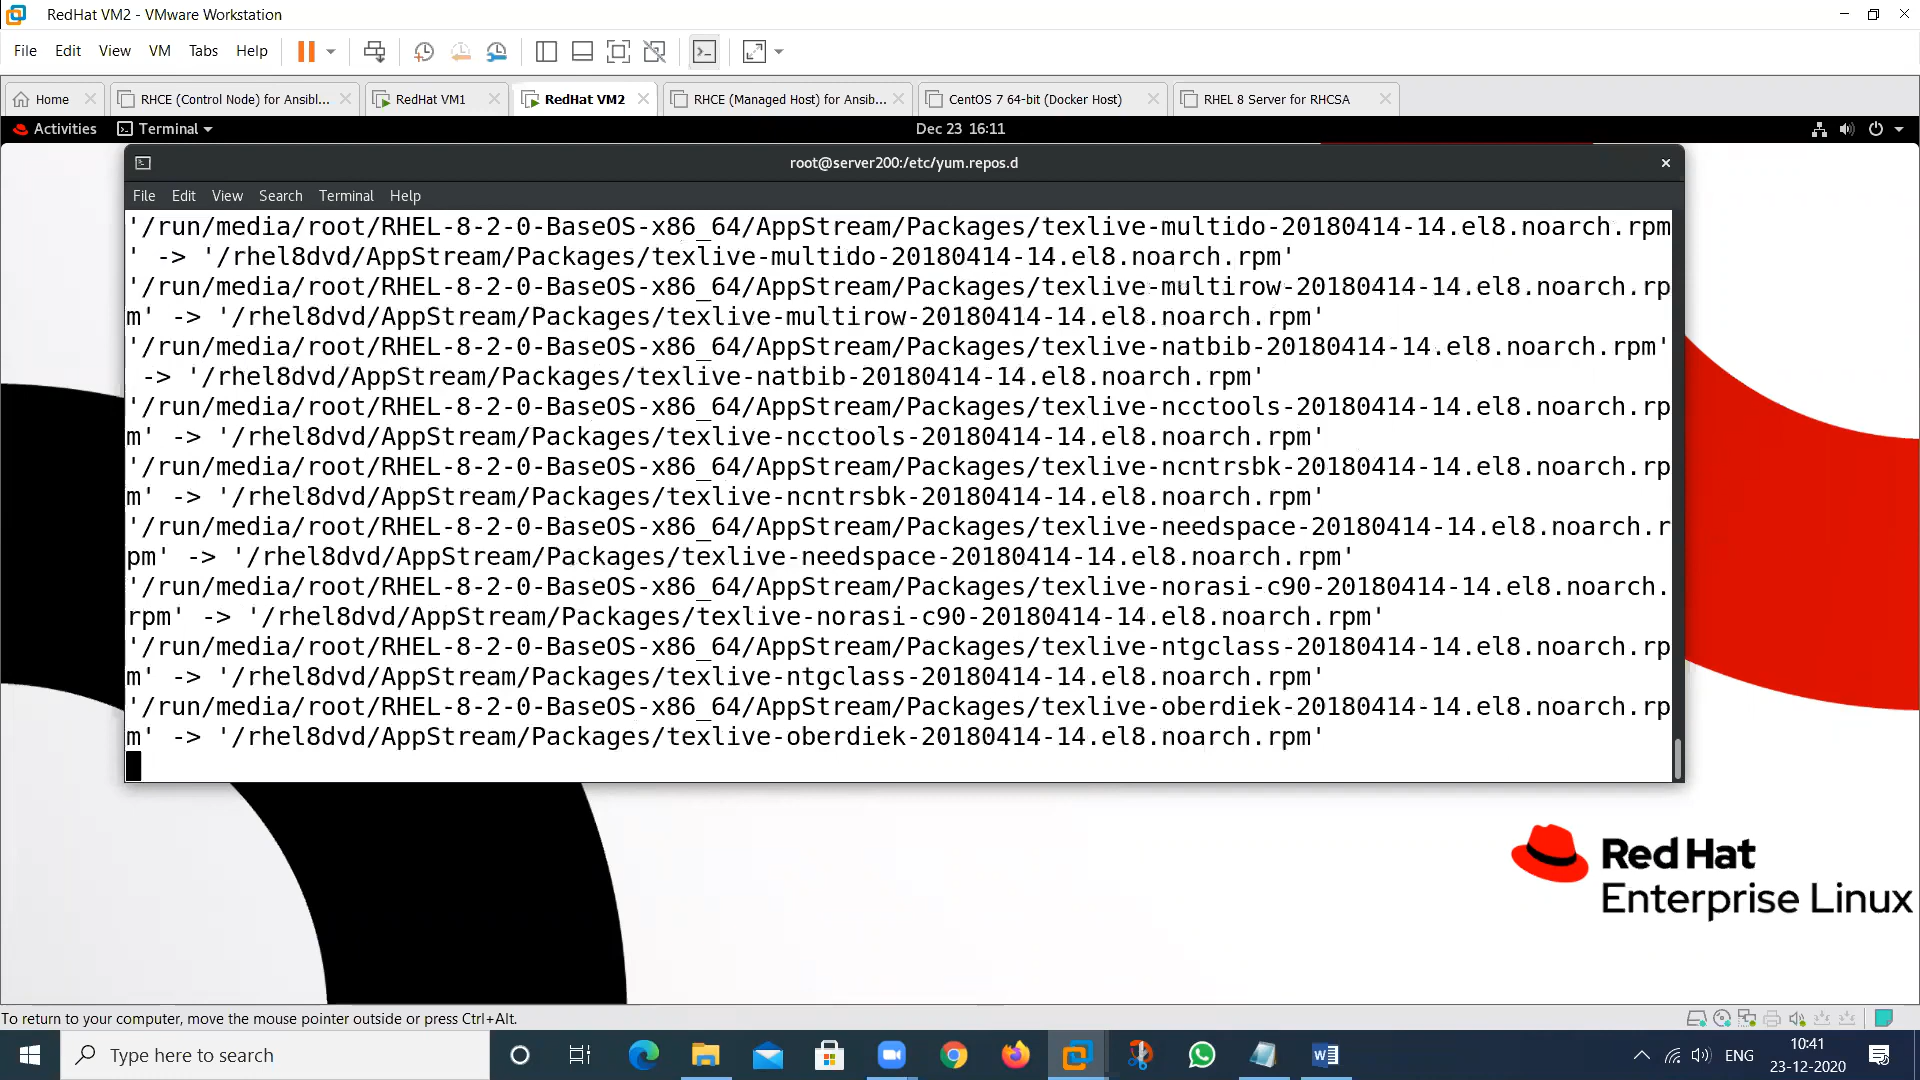 RedHat VM2 - VMware Workstation
File Edit View VM Tabs Help
Home RHCE (Control Node) for Ansibl... RedHat VM1 RedHat VM2 RHCE (Managed Host) for Ansib... CentOS 7 64-bit (Docker Host) RHEL 8 Server for RHCSA
Activities Terminal Dec 23 16:11
root@server200:/etc/yum.repos.d
File Edit View Search Terminal Help
'/run/media/root/RHEL-8-2-0-BaseOS-x86_64/AppStream/Packages/texlive-multido-20180414-14.el8.noarch.rpm
' -> '/rhel8dvd/AppStream/Packages/texlive-multido-20180414-14.el8.noarch.rpm'
'/run/media/root/RHEL-8-2-0-BaseOS-x86_64/AppStream/Packages/texlive-multirow-20180414-14.el8.noarch.rp
m' -> '/rhel8dvd/AppStream/Packages/texlive-multirow-20180414-14.el8.noarch.rpm'
'/run/media/root/RHEL-8-2-0-BaseOS-x86_64/AppStream/Packages/texlive-natbib-20180414-14.el8.noarch.rpm'
 -> '/rhel8dvd/AppStream/Packages/texlive-natbib-20180414-14.el8.noarch.rpm'
'/run/media/root/RHEL-8-2-0-BaseOS-x86_64/AppStream/Packages/texlive-ncctools-20180414-14.el8.noarch.rp
m' -> '/rhel8dvd/AppStream/Packages/texlive-ncctools-20180414-14.el8.noarch.rpm'
'/run/media/root/RHEL-8-2-0-BaseOS-x86_64/AppStream/Packages/texlive-ncntrsbk-20180414-14.el8.noarch.rp
m' -> '/rhel8dvd/AppStream/Packages/texlive-ncntrsbk-20180414-14.el8.noarch.rpm'
'/run/media/root/RHEL-8-2-0-BaseOS-x86_64/AppStream/Packages/texlive-needspace-20180414-14.el8.noarch.r
pm' -> '/rhel8dvd/AppStream/Packages/texlive-needspace-20180414-14.el8.noarch.rpm'
'/run/media/root/RHEL-8-2-0-BaseOS-x86_64/AppStream/Packages/texlive-norasi-c90-20180414-14.el8.noarch.
rpm' -> '/rhel8dvd/AppStream/Packages/texlive-norasi-c90-20180414-14.el8.noarch.rpm'
'/run/media/root/RHEL-8-2-0-BaseOS-x86_64/AppStream/Packages/texlive-ntgclass-20180414-14.el8.noarch.rp
m' -> '/rhel8dvd/AppStream/Packages/texlive-ntgclass-20180414-14.el8.noarch.rpm'
'/run/media/root/RHEL-8-2-0-BaseOS-x86_64/AppStream/Packages/texlive-oberdiek-20180414-14.el8.noarch.rp
m' -> '/rhel8dvd/AppStream/Packages/texlive-oberdiek-20180414-14.el8.noarch.rpm'
Red Hat
Enterprise Linux
To return to your computer, move the mouse pointer outside or press Ctrl+Alt.
Type here to search
ENG
10:41
23-12-2020